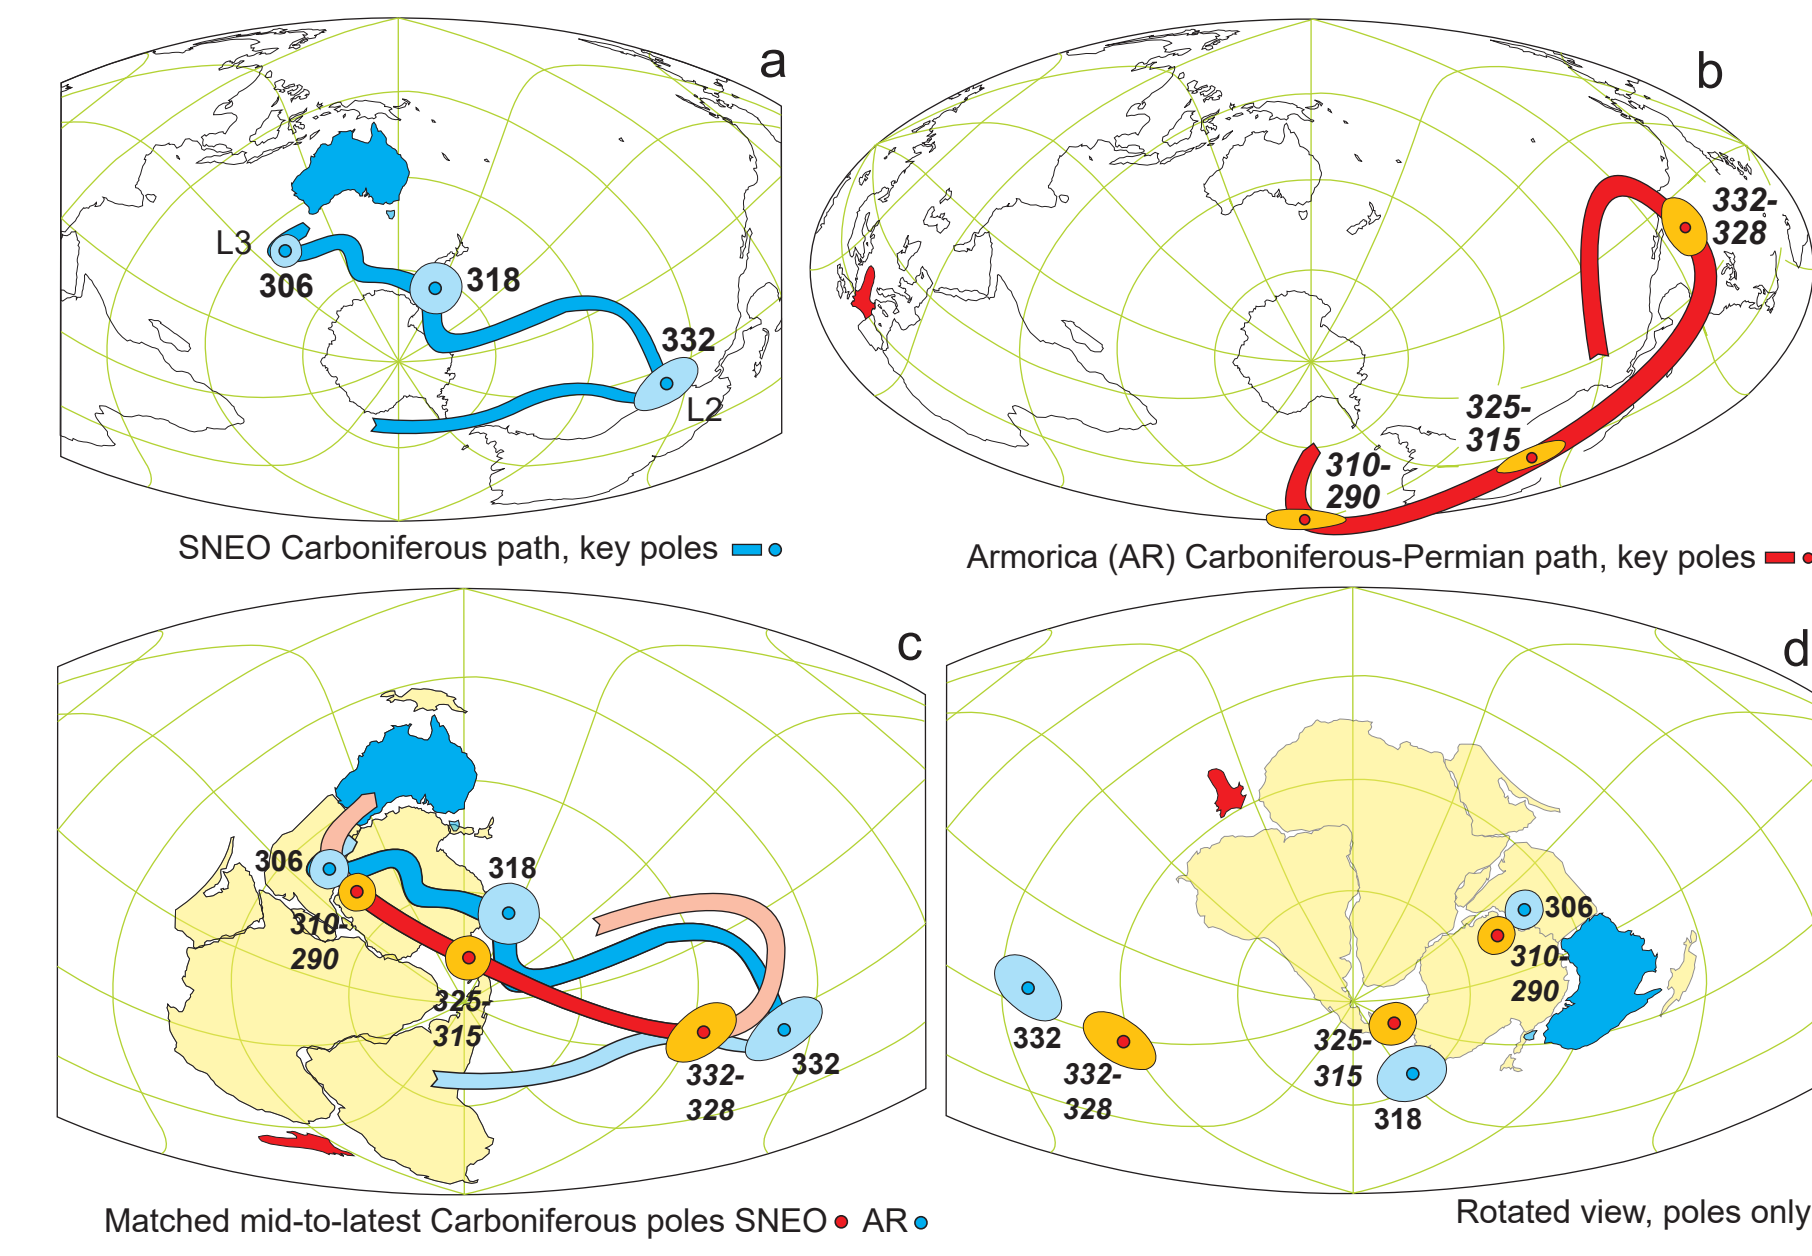 a
L3
306
318
332
L2
SNEO Carboniferous path, key poles
b
332-
328
325-
315
310-
290
Armorica (AR) Carboniferous-Permian path, key poles
c
306
318
310-
290
325-
315
332-
328
332
Matched mid-to-latest Carboniferous poles SNEO AR
d
306
310-
290
332
325-
315
332-
328
318
Rotated view, poles only